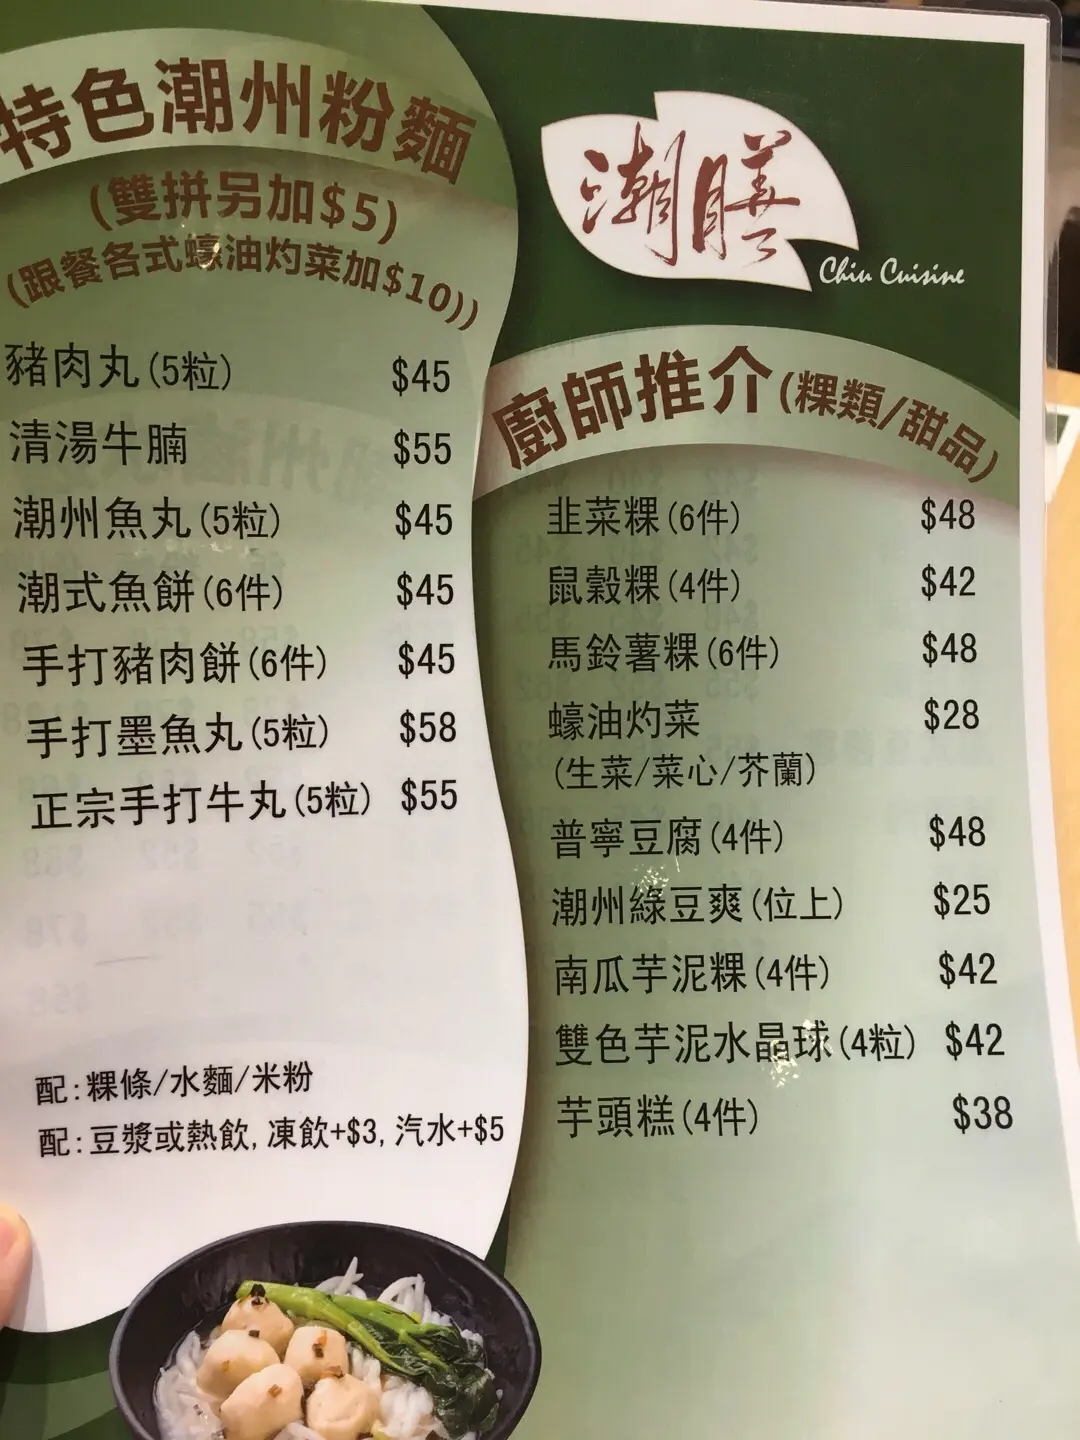 特色潮州粉麵
(雙拼另加$5)
(跟餐各式蠔油灼菜加$10))
豬肉丸(5粒) $45
清湯牛腩 $55
潮州魚丸(5粒) $45
潮式魚餅(6件) $45
手打豬肉餅(6件) $45
手打墨魚丸(5粒) $58
正宗手打牛丸(5粒) $55
配:粿條/水麵/米粉
配:豆漿或熱飲,凍飲+$3,汽水+$5
潮膳
Chiu Cuisine
廚師推介(粿類/甜品)
韭菜粿(6件) $48
鼠穀粿(4件) $42
馬鈴薯粿(6件) $48
蠔油灼菜 $28
(生菜/菜心/芥蘭)
普寧豆腐(4件) $48
潮州綠豆爽(位上) $25
南瓜芋泥粿(4件) $42
雙色芋泥水晶球(4粒) $42
芋頭糕(4件) $38